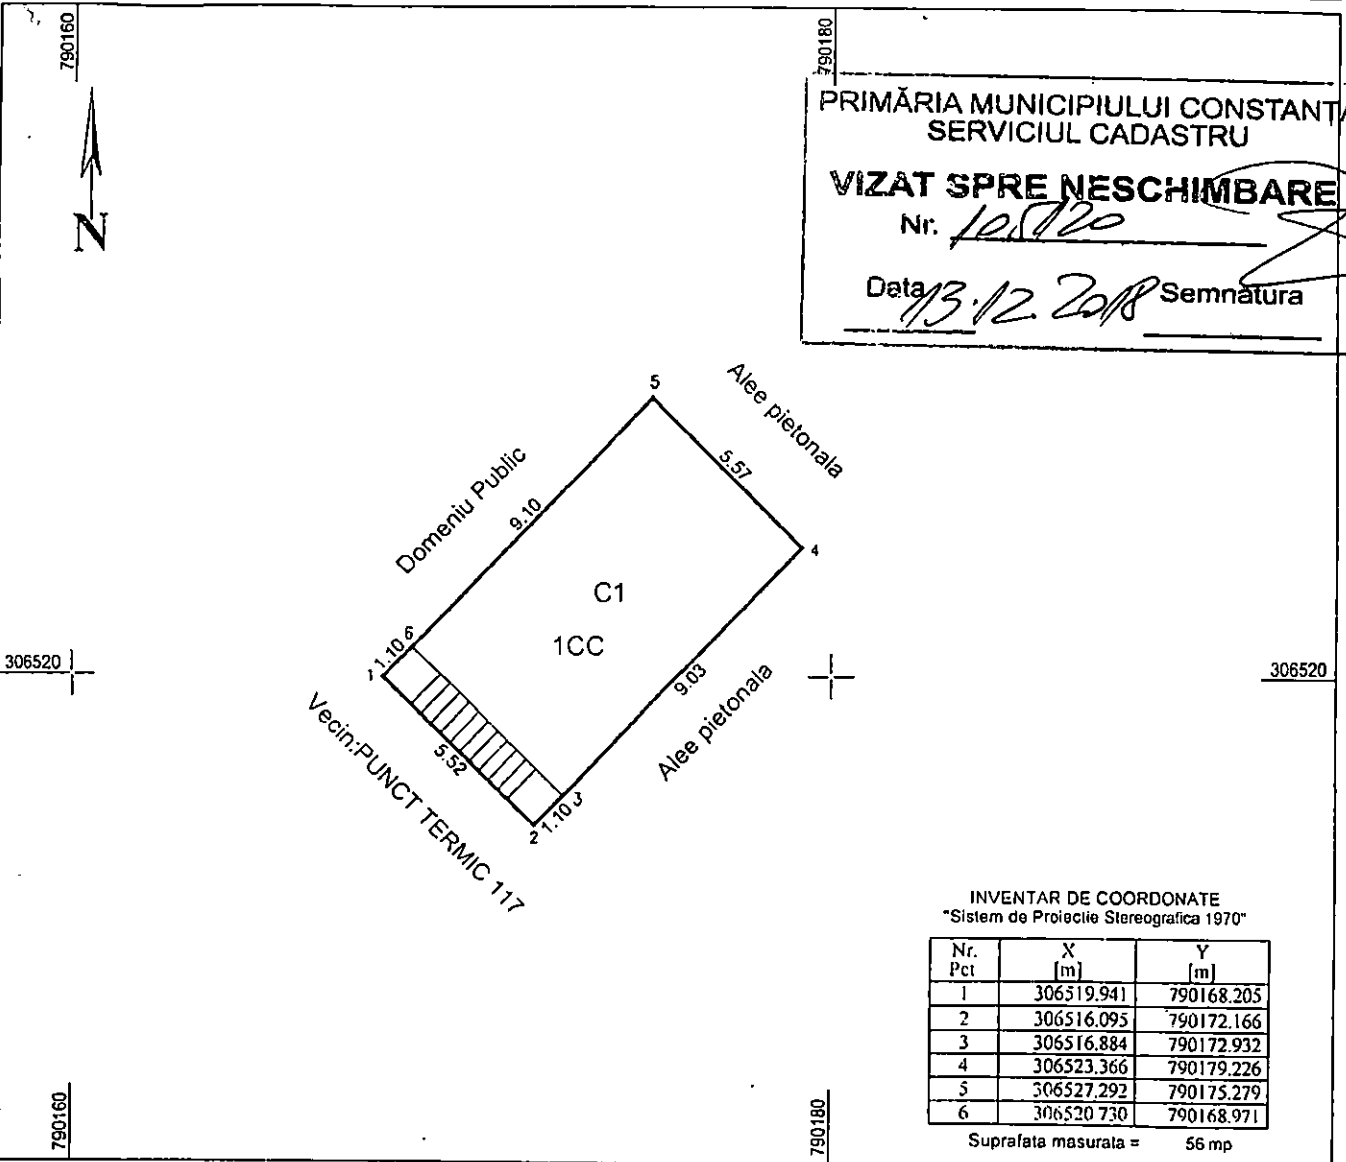 790160
790180
PRIMĂRIA MUNICIPIULUI CONSTANȚA
SERVICIUL CADASTRU
VIZAT SPRE NESCHIMBARE
Nr.
Data 13.12.2018 Semnătura
N
5
Alee pietonala
5.57
Domeniu Public
9.10
4
C1
1CC
6
1.10
1
306520
306520
9.03
Alee pietonala
Vecin:PUNCT TERMIC 117
5.52
3
1.10
2
INVENTAR DE COORDONATE
"Sistem de Proiectie Stereografica 1970"
Nr. Pct X [m] Y [m]
1 306519.941 790168.205
2 306516.095 790172.166
3 306516.884 790172.932
4 306523.366 790179.226
5 306527.292 790175.279
6 306520 730 790168.971
Suprafata masurata = 56 mp
790160
790180